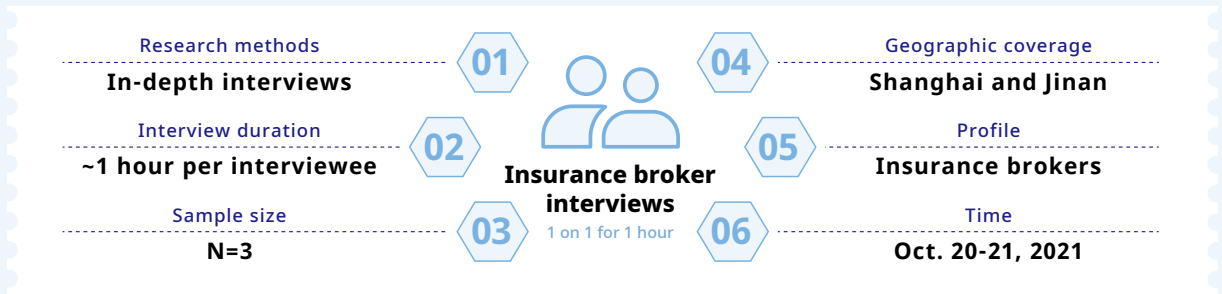 Research methods
In-depth interviews
01
Interview duration
~1 hour per interviewee
02
Sample size
N=3
03
Insurance broker
interviews
1 on 1 for 1 hour
04
Geographic coverage
Shanghai and Jinan
05
Profile
Insurance brokers
06
Time
Oct. 20-21, 2021